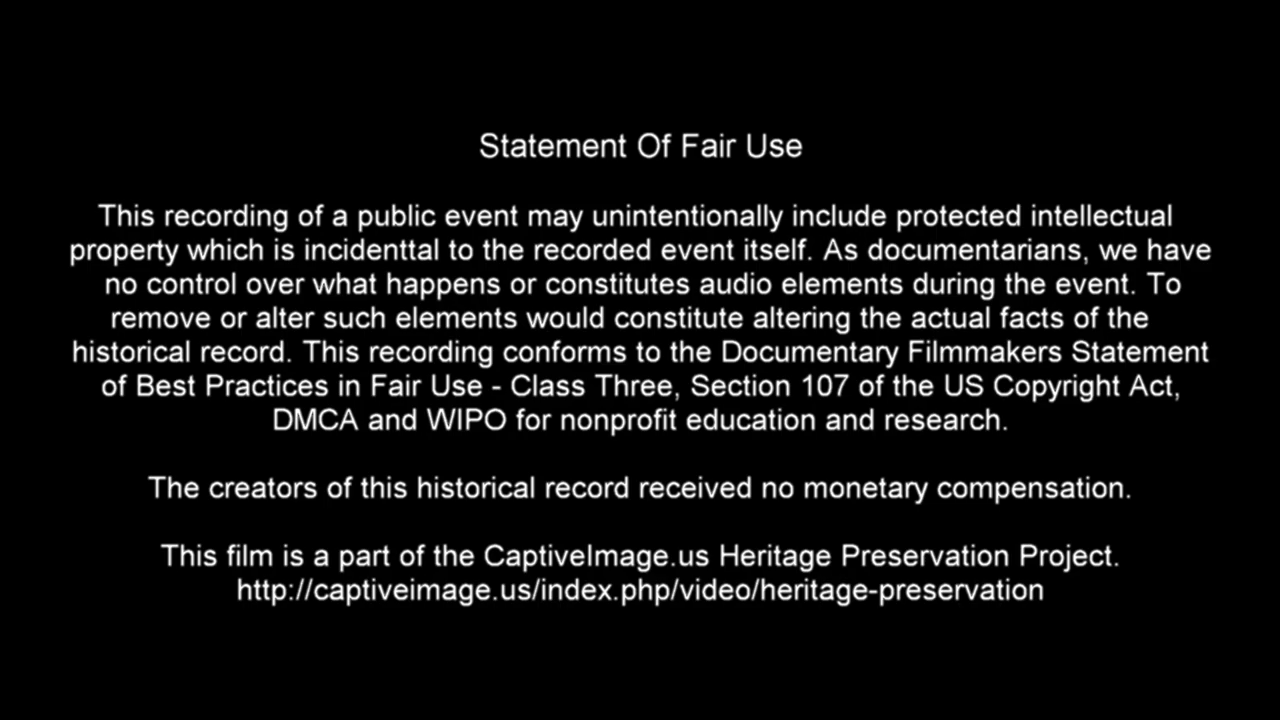 Statement Of Fair Use
This recording of a public event may unintentionally include protected intellectual
property which is incidenttal to the recorded event itself. As documentarians, we have
no control over what happens or constitutes audio elements during the event. To
remove or alter such elements would constitute altering the actual facts of the
historical record. This recording conforms to the Documentary Filmmakers Statement
of Best Practices in Fair Use - Class Three, Section 107 of the US Copyright Act,
DMCA and WIPO for nonprofit education and research.
The creators of this historical record received no monetary compensation.
This film is a part of the CaptiveImage.us Heritage Preservation Project.
http://captiveimage.us/index.php/video/heritage-preservation